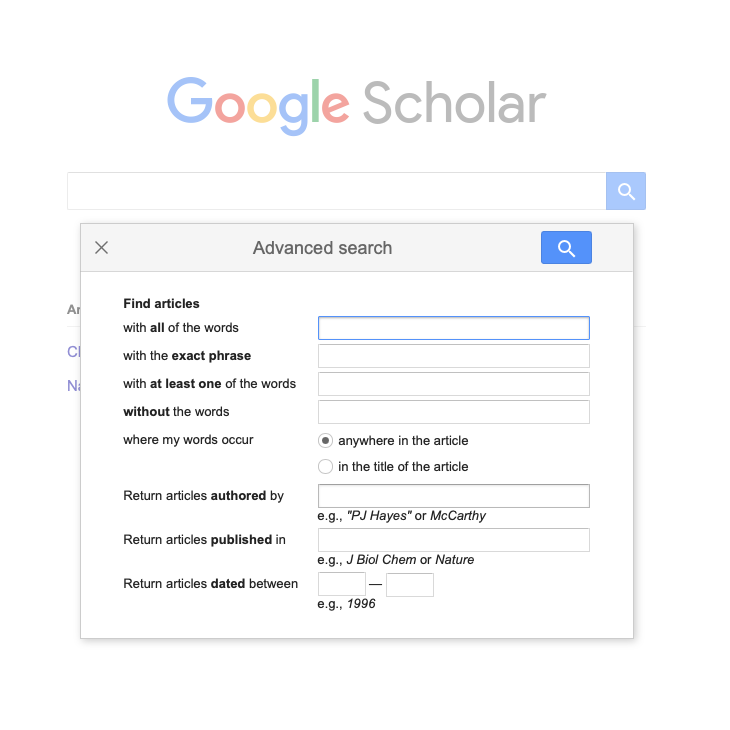 Google Scholar
Advanced search
Find articles
with all of the words
with the exact phrase
with at least one of the words
without the words
where my words occur
anywhere in the article
in the title of the article
Return articles authored by
e.g., "PJ Hayes" or McCarthy
Return articles published in
e.g., J Biol Chem or Nature
Return articles dated between
—
e.g., 1996